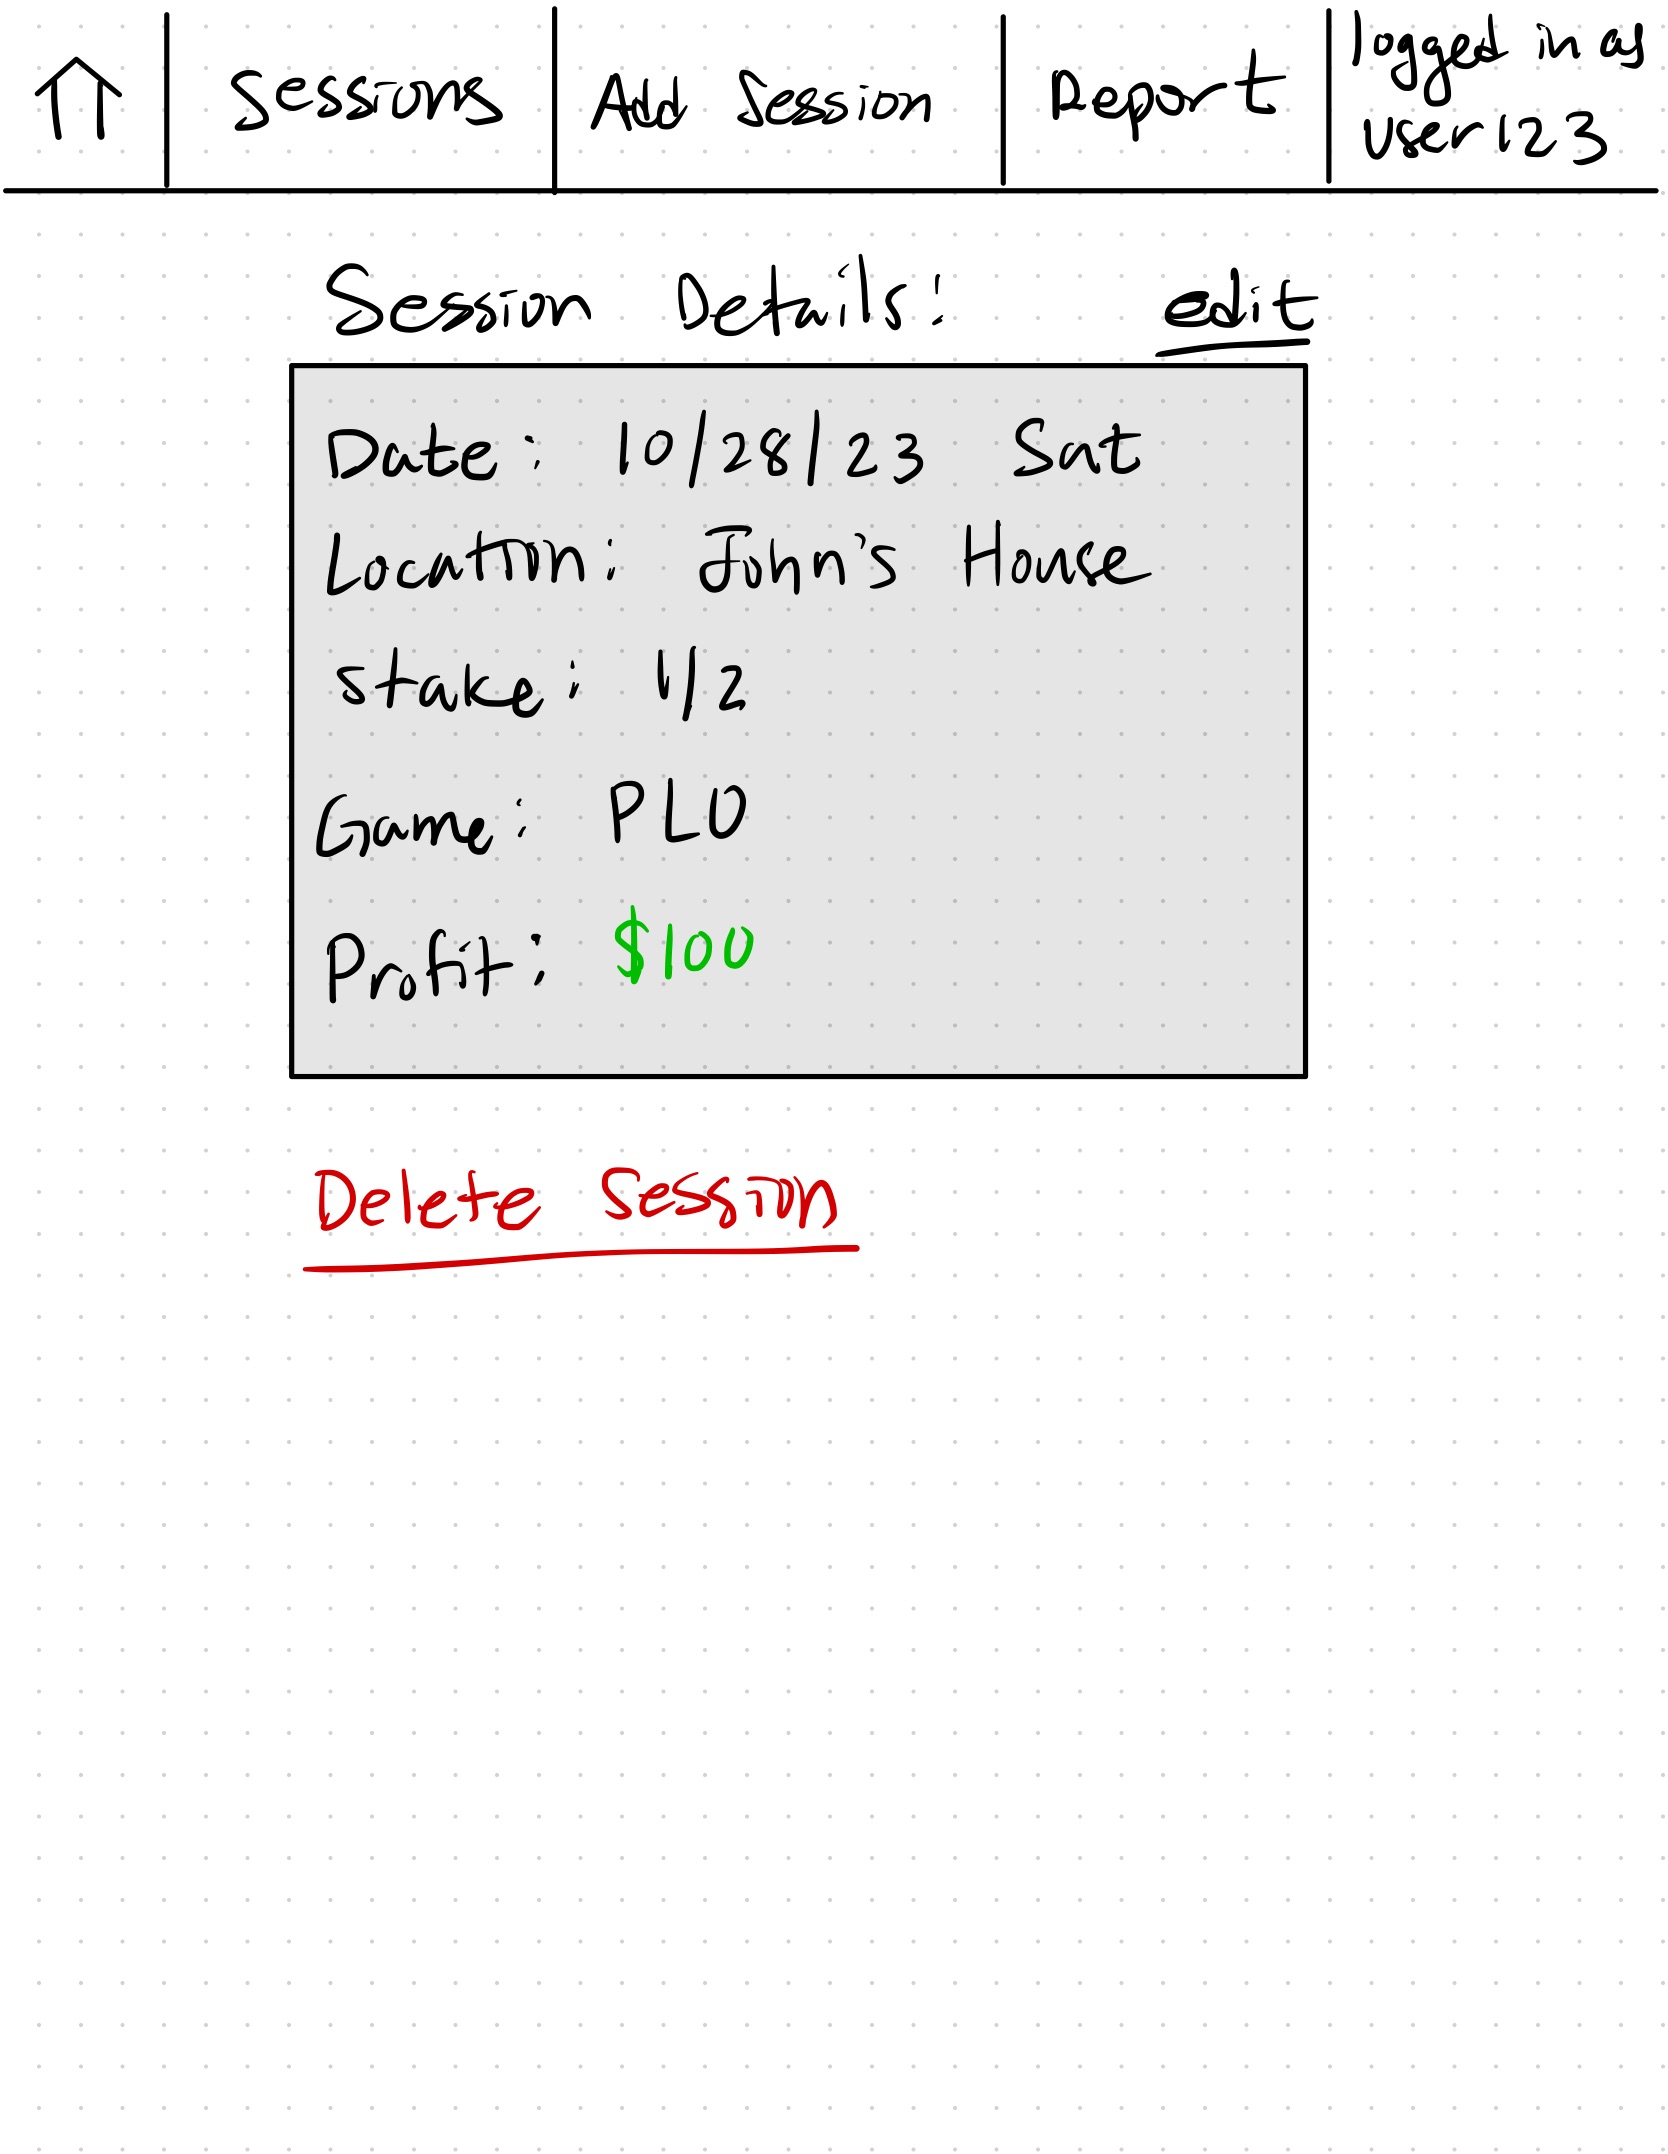 Sessions
Add Session
Report
logged in as
user123
Session Details:
edit
Date: 10/28/23 Sat
Location: John's House
Stake: 1/2
Game: PLO
Profit: $100
Delete Session